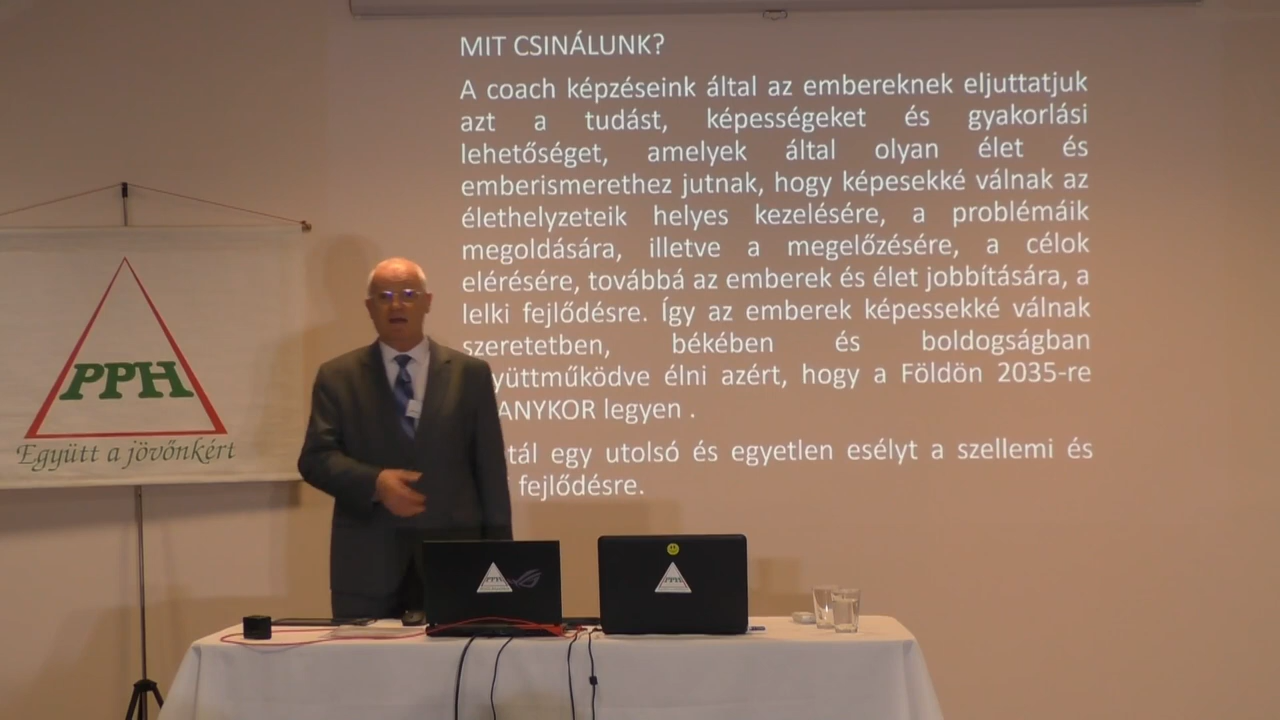 MIT CSINÁLUNK?
A coach képzéseink által az embereknek eljuttatjuk
azt a tudást, képességeket és gyakorlási
lehetőséget, amelyek által olyan élet és
emberismerethez jutnak, hogy képesekké válnak az
élethelyzeteik helyes kezelésére, a problémáik
megoldására, illetve a megelőzésére, a célok
elérésére, továbbá az emberek és élet jobbítására, a
lelki fejlődésre. Így az emberek képessekké válnak
szeretetben, békében és boldogságban
yüttműködve élni azért, hogy a Földön 2035-re
ANYKOR legyen .
tál egy utolsó és egyetlen esélyt a szellemi és
fejlődésre.
PPH
Együtt a jövőnkért
PPH
PPH